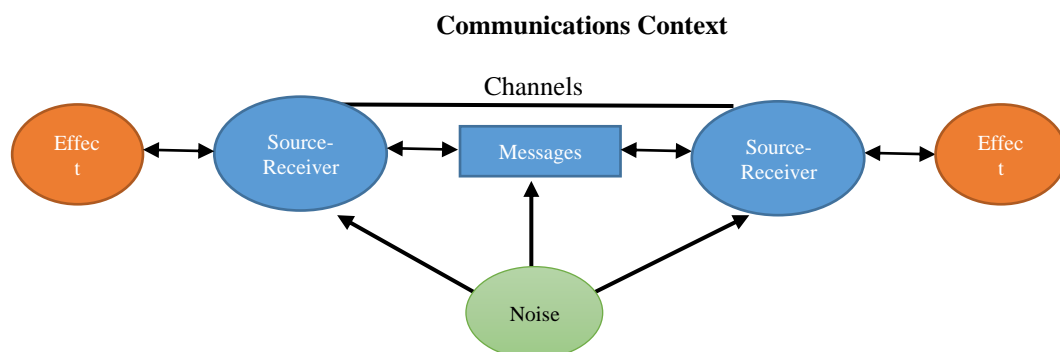 Communications Context
Channels
Effec
t
Source-
Receiver
Messages
Source-
Receiver
Effec
t
Noise